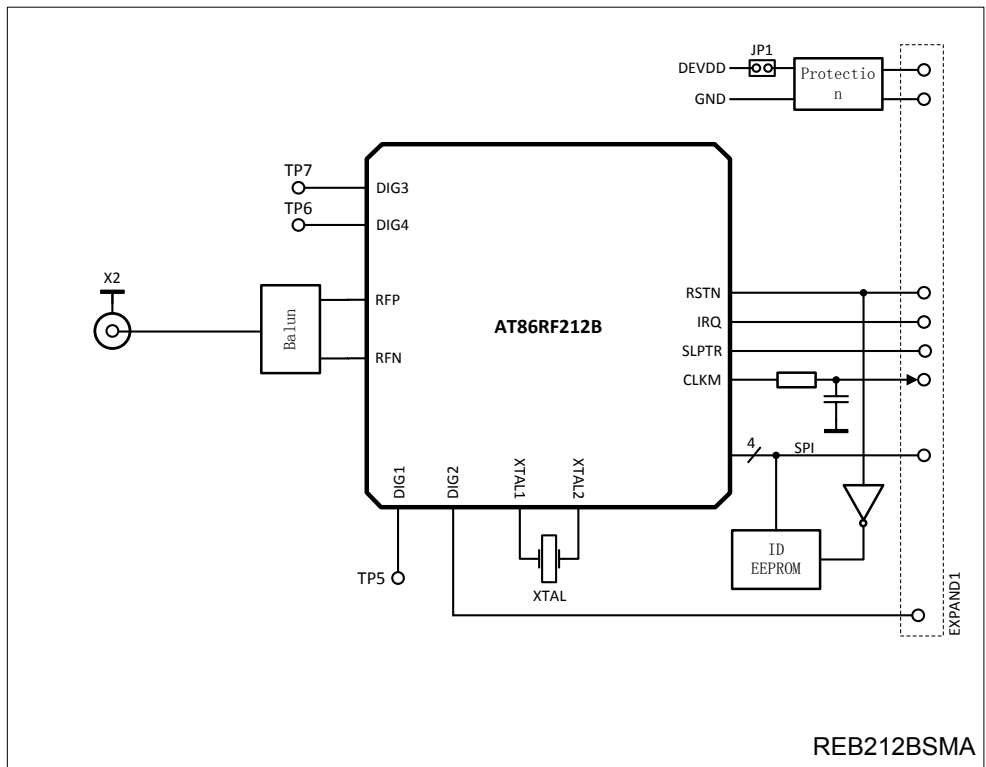 JP1
DEVDD
Protectio
n
GND
TP7
DIG3
TP6
DIG4
X2
RFP
RSTN
Balun
AT86RF212B
IRQ
RFN
SLPTR
CLKM
4
SPI
DIG1
DIG2
XTAL1
XTAL2
ID
EEPROM
TP5
XTAL
EXPAND1
REB212BSMA